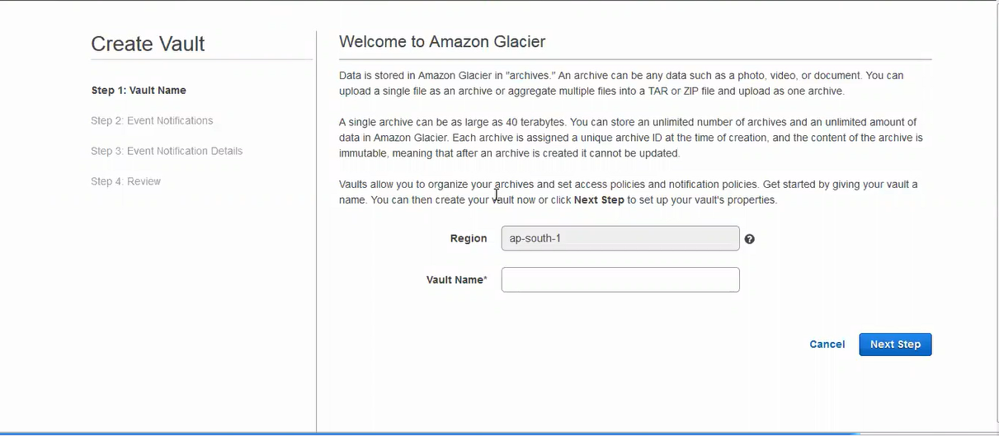 Create Vault
Step 1: Vault Name
Step 2: Event Notifications
Step 3: Event Notification Details
Step 4: Review
Welcome to Amazon Glacier
Data is stored in Amazon Glacier in "archives." An archive can be any data such as a photo, video, or document. You can
upload a single file as an archive or aggregate multiple files into a TAR or ZIP file and upload as one archive.
A single archive can be as large as 40 terabytes. You can store an unlimited number of archives and an unlimited amount of
data in Amazon Glacier. Each archive is assigned a unique archive ID at the time of creation, and the content of the archive is
immutable, meaning that after an archive is created it cannot be updated.
Vaults allow you to organize your archives and set access policies and notification policies. Get started by giving your vault a
name. You can then create your vault now or click Next Step to set up your vault's properties.
Region ap-south-1 ?
Vault Name*
Cancel Next Step